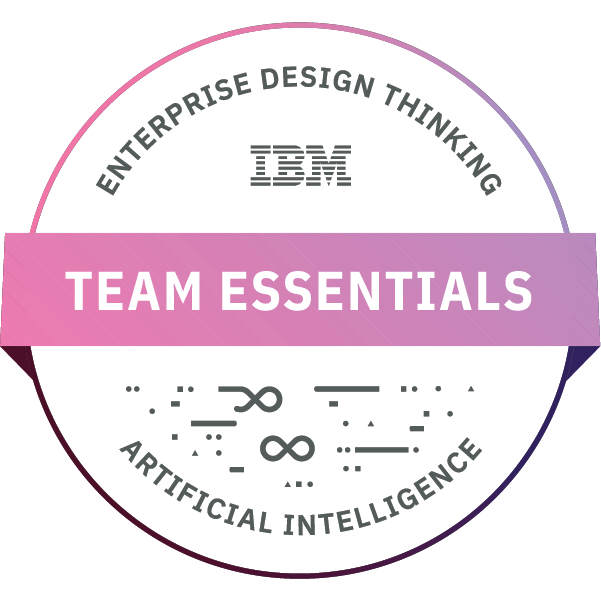 ENTERPRISE DESIGN THINKING
IBM
TEAM ESSENTIALS
ARTIFICIAL INTELLIGENCE